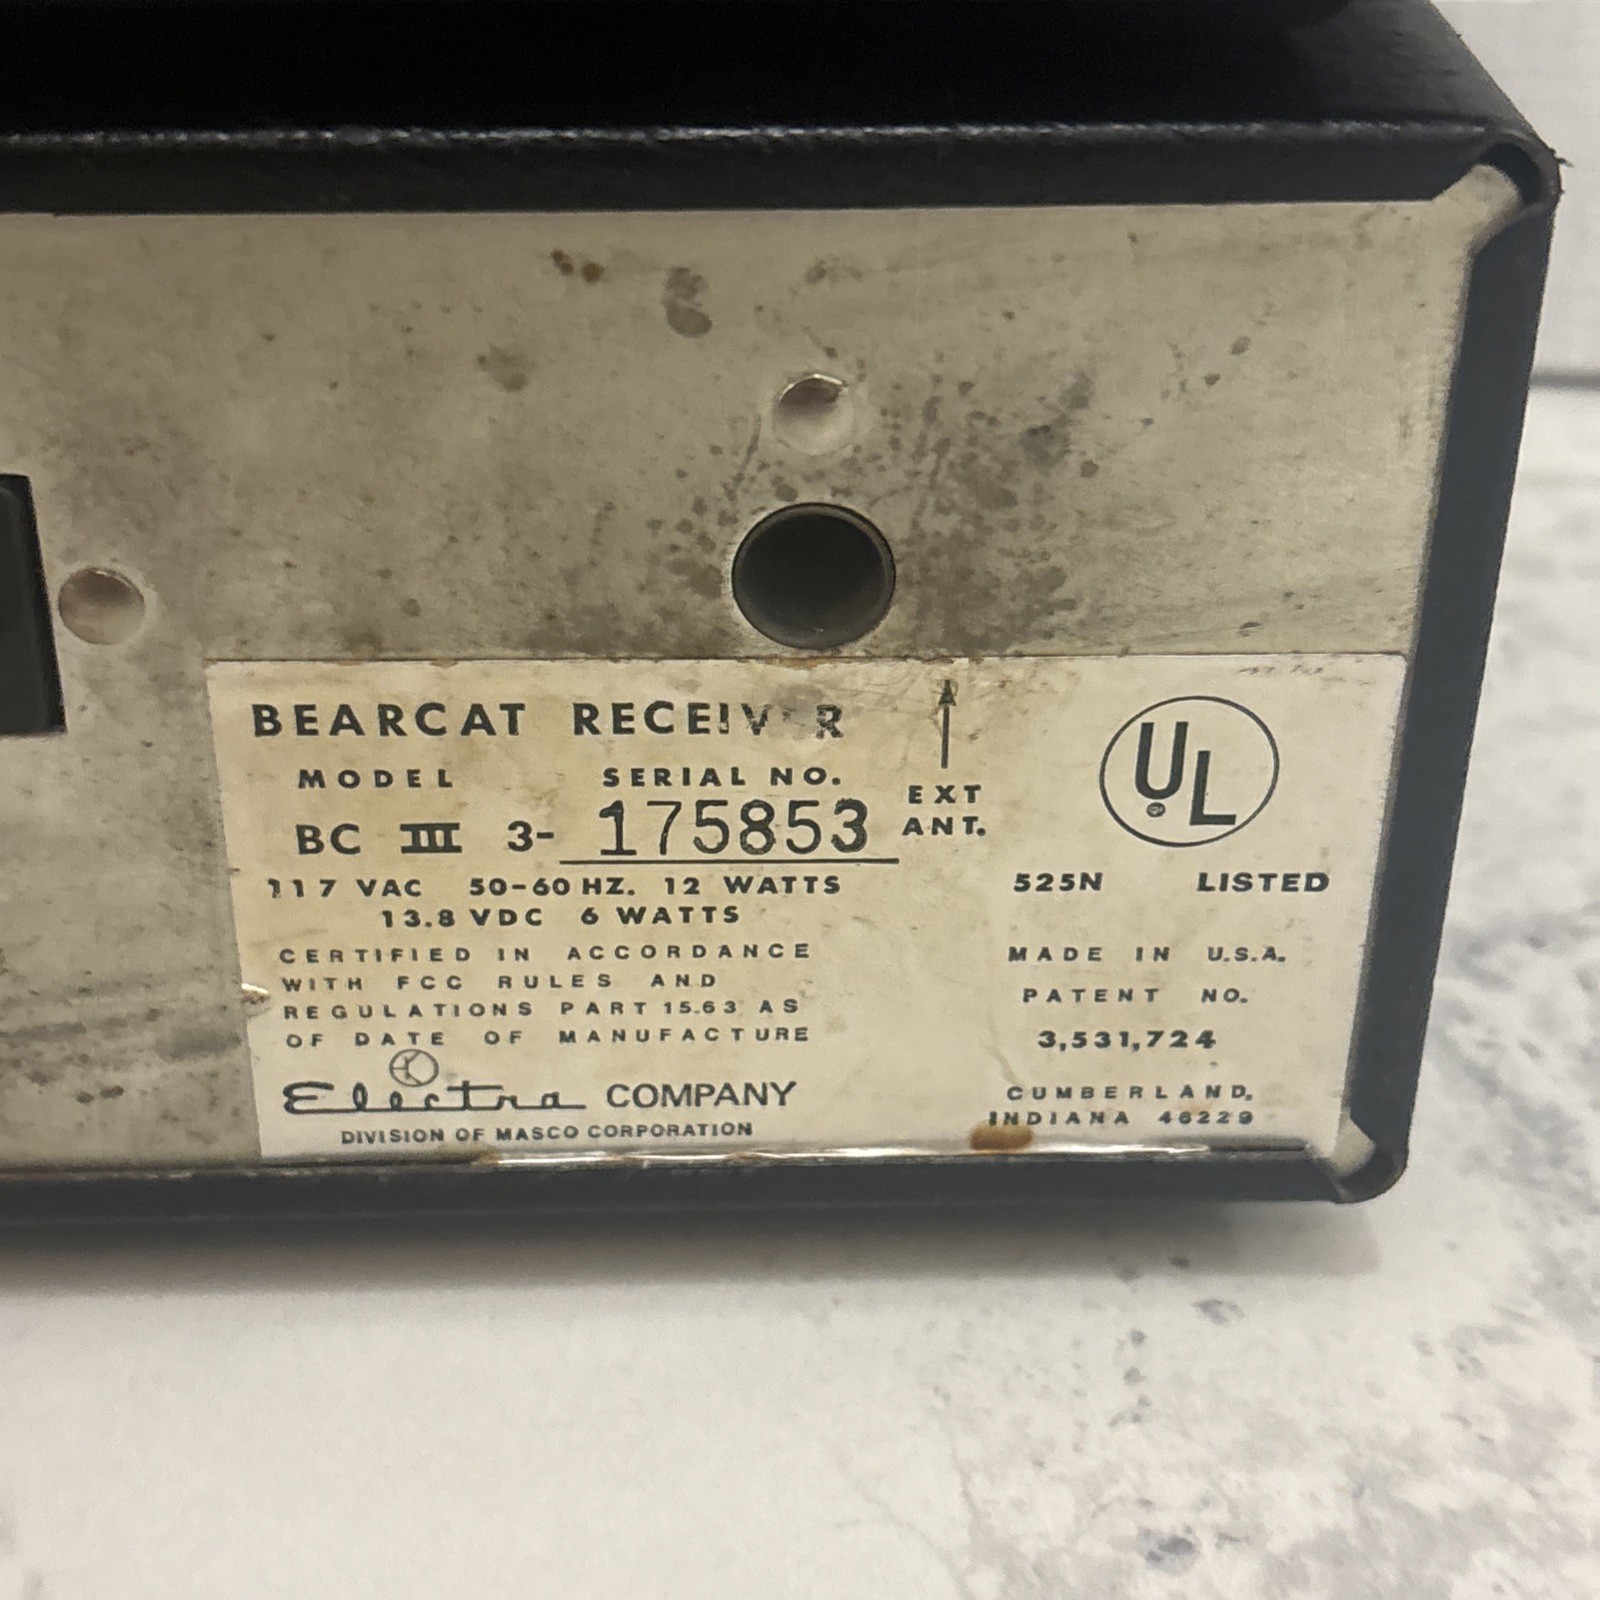 BEARCAT RECEIVER
MODEL SERIAL NO.
BC III 3- 175853
EXT
ANT.
117 VAC 50-60 HZ. 12 WATTS
13.8 VDC 6 WATTS
CERTIFIED IN ACCORDANCE
WITH FCC RULES AND
REGULATIONS PART 15.63 AS
OF DATE OF MANUFACTURE
Electra COMPANY
DIVISION OF MASCO CORPORATION
UL
525N LISTED
MADE IN U.S.A.
PATENT NO.
3,531,724
CUMBERLAND,
INDIANA 46229